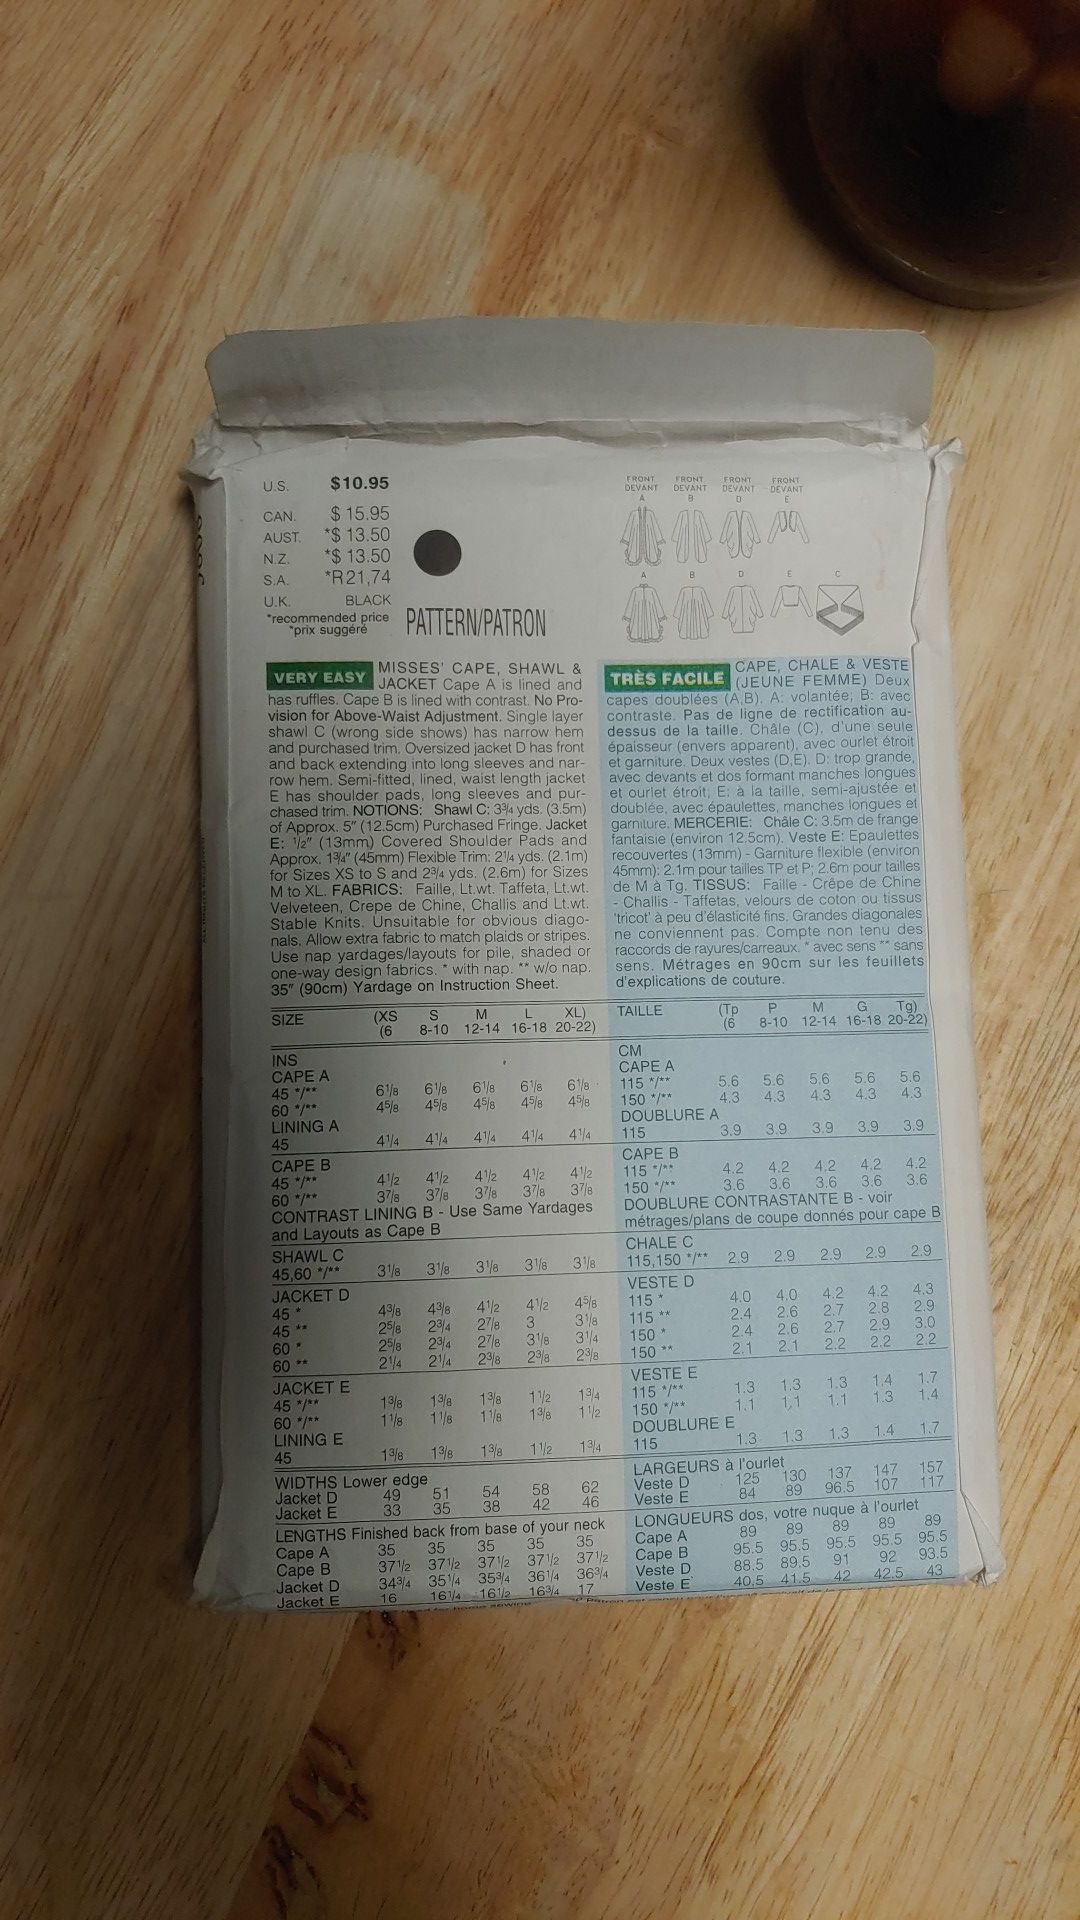 U.S. $10.95
CAN. $ 15.95
AUST. *$ 13.50
N.Z. *$ 13.50
S.A. *R21,74
U.K. BLACK
*recommended price
*prix suggéré
PATTERN/PATRON
FRONT FRONT FRONT FRONT
DEVANT DEVANT DEVANT DEVANT
A B D E
A B D E C
VERY EASY MISSES' CAPE, SHAWL &
JACKET Cape A is lined and
has ruffles. Cape B is lined with contrast. No Pro-
vision for Above-Waist Adjustment. Single layer
shawl C (wrong side shows) has narrow hem
and purchased trim. Oversized jacket D has front
and back extending into long sleeves and nar-
row hem. Semi-fitted, lined, waist length jacket
E has shoulder pads, long sleeves and pur-
chased trim. NOTIONS: Shawl C: 3¾ yds. (3.5m)
of Approx. 5" (12.5cm) Purchased Fringe. Jacket
E: ½" (13mm) Covered Shoulder Pads and
Approx. 1¾" (45mm) Flexible Trim: 2¼ yds. (2.1m)
for Sizes XS to S and 2¾ yds. (2.6m) for Sizes
M to XL. FABRICS: Faille, Lt.wt. Taffeta, Lt.wt.
Velveteen, Crepe de Chine, Challis and Lt.wt.
Stable Knits. Unsuitable for obvious diago-
nals. Allow extra fabric to match plaids or stripes.
Use nap yardages/layouts for pile, shaded or
one-way design fabrics. * with nap. ** w/o nap.
35" (90cm) Yardage on Instruction Sheet.
SIZE (XS S M L XL)
(6 8-10 12-14 16-18 20-22)
INS
CAPE A
45 */** 6⅛ 6⅛ 6⅛ 6⅛ 6⅛
60 */** 4⅝ 4⅝ 4⅝ 4⅝ 4⅝
LINING A
45 4¼ 4¼ 4¼ 4¼ 4¼
CAPE B
45 */** 4½ 4½ 4½ 4½ 4½
60 */** 3⅞ 3⅞ 3⅞ 3⅞ 3⅞
CONTRAST LINING B - Use Same Yardages
and Layouts as Cape B
SHAWL C
45,60 */** 3⅛ 3⅛ 3⅛ 3⅛ 3⅛
JACKET D
45 * 4⅜ 4⅜ 4½ 4½ 4⅝
45 ** 2⅝ 2¾ 2⅞ 3 3⅛
60 * 2⅝ 2¾ 2⅞ 3⅛ 3¼
60 ** 2¼ 2¼ 2⅜ 2⅜ 2⅜
JACKET E
45 */** 1⅜ 1⅜ 1⅜ 1½ 1¾
60 */** 1⅛ 1⅛ 1⅛ 1⅜ 1½
LINING E
45 1⅜ 1⅜ 1⅜ 1½ 1¾
WIDTHS Lower edge
Jacket D 49 51 54 58 62
Jacket E 33 35 38 42 46
LENGTHS Finished back from base of your neck
Cape A 35 35 35 35 35
Cape B 37½ 37½ 37½ 37½ 37½
Jacket D 34¾ 35¼ 35¾ 36¼ 36¾
Jacket E 16 16¼ 16½ 16¾ 17
TRÈS FACILE CAPE, CHALE & VESTE
(JEUNE FEMME) Deux
capes doublées (A,B). A: volantée; B: avec
contraste. Pas de ligne de rectification au-
dessus de la taille. Châle (C), d'une seule
épaisseur (envers apparent), avec ourlet étroit
et garniture. Deux vestes (D,E). D: trop grande,
avec devants et dos formant manches longues
et ourlet étroit; E: à la taille, semi-ajustée et
doublée, avec épaulettes, manches longues et
garniture. MERCERIE: Châle C: 3.5m de frange
fantaisie (environ 12.5cm). Veste E: Epaulettes
recouvertes (13mm) - Garniture flexible (environ
45mm): 2.1m pour tailles TP et P; 2.6m pour tailles
de M à Tg. TISSUS: Faille - Crêpe de Chine
- Challis - Taffetas, velours de coton ou tissus
'tricot' à peu d'élasticité fins. Grandes diagonales
ne conviennent pas. Compte non tenu des
raccords de rayures/carreaux. * avec sens ** sans
sens. Métrages en 90cm sur les feuillets
d'explications de couture.
TAILLE (Tp P M G Tg)
(6 8-10 12-14 16-18 20-22)
CM
CAPE A
115 */** 5.6 5.6 5.6 5.6 5.6
150 */** 4.3 4.3 4.3 4.3 4.3
DOUBLURE A
115 3.9 3.9 3.9 3.9 3.9
CAPE B
115 */** 4.2 4.2 4.2 4.2 4.2
150 */** 3.6 3.6 3.6 3.6 3.6
DOUBLURE CONTRASTANTE B - voir
métrages/plans de coupe donnés pour cape B
CHALE C
115,150 */** 2.9 2.9 2.9 2.9 2.9
VESTE D
115 * 4.0 4.0 4.2 4.2 4.3
115 ** 2.4 2.6 2.7 2.8 2.9
150 * 2.4 2.6 2.7 2.9 3.0
150 ** 2.1 2.1 2.2 2.2 2.2
VESTE E
115 */** 1.3 1.3 1.3 1.4 1.7
150 */** 1.1 1.1 1.1 1.3 1.4
DOUBLURE E
115 1.3 1.3 1.3 1.4 1.7
LARGEURS à l'ourlet
Veste D 125 130 137 147 157
Veste E 84 89 96.5 107 117
LONGUEURS dos, votre nuque à l'ourlet
Cape A 89 89 89 89 89
Cape B 95.5 95.5 95.5 95.5 95.5
Veste D 88.5 89.5 91 92 93.5
Veste E 40.5 41.5 42 42.5 43